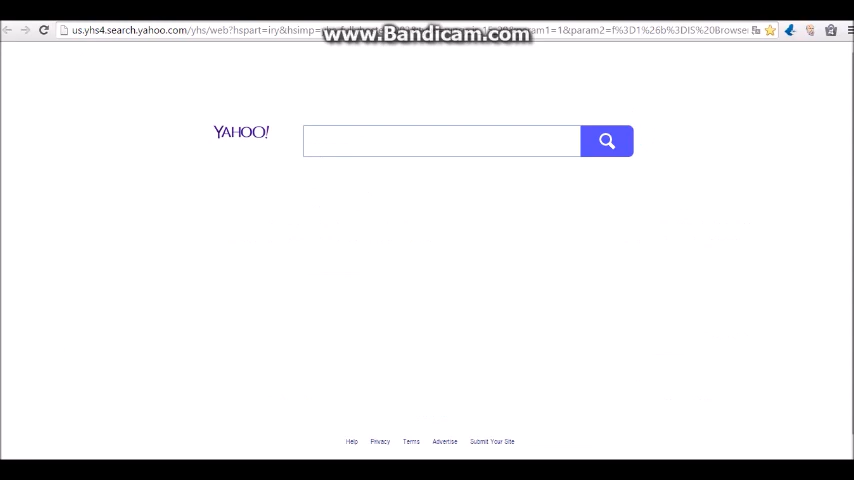 www.Bandicam.com
us.yhs4.search.yahoo.com/yhs/web?hspart=iry&hsimp= param1=1&param2=f%3D1%26b%3DIS%20Browser
YAHOO!
Help Privacy Terms Advertise Submit Your Site